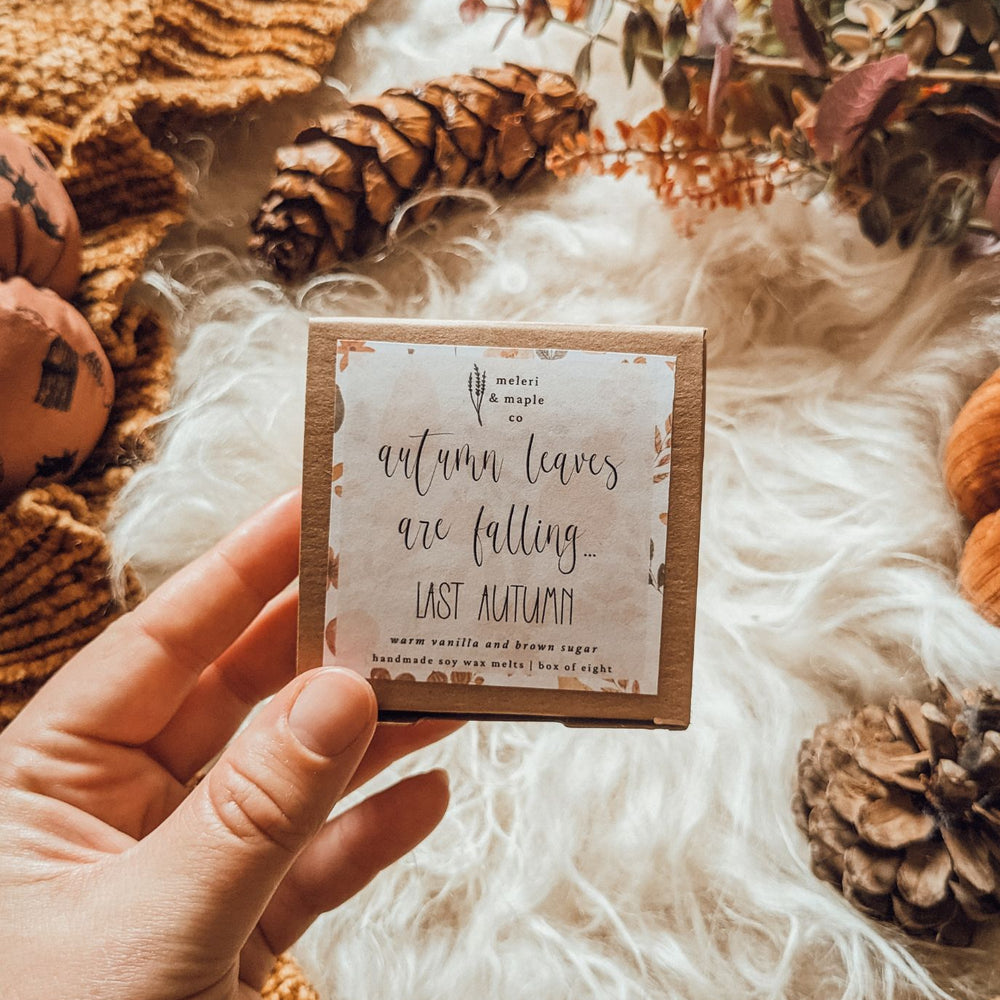 meleri
& maple
co
autumn leaves
are falling...
LAST AUTUMN
warm vanilla and brown sugar
handmade soy wax melts | box of eight